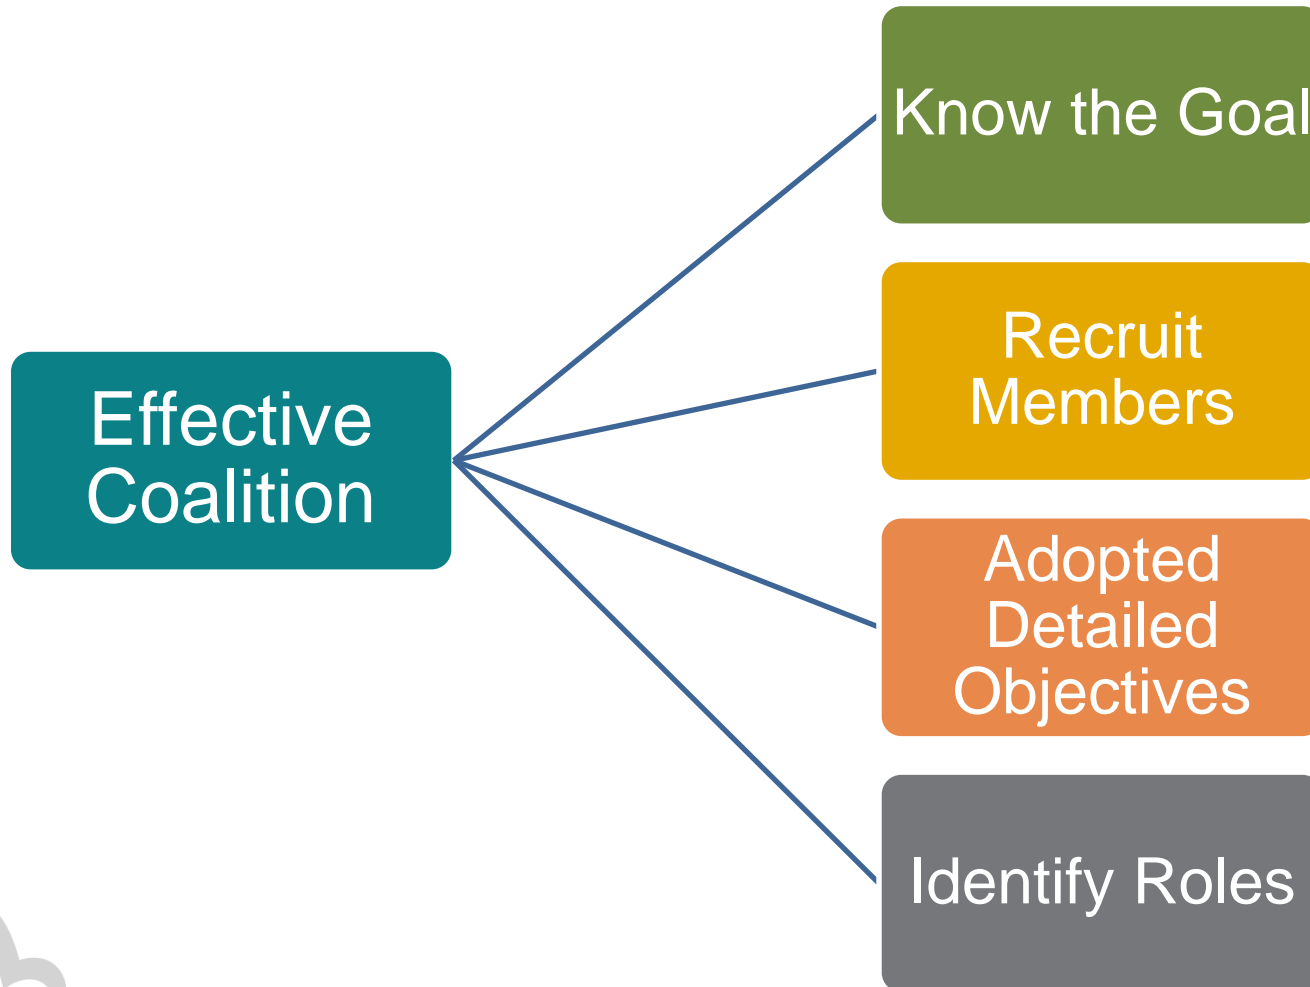 Know the Goal
Recruit
Members
Effective
Coalition
Adopted
Detailed
Objectives
Identify Roles